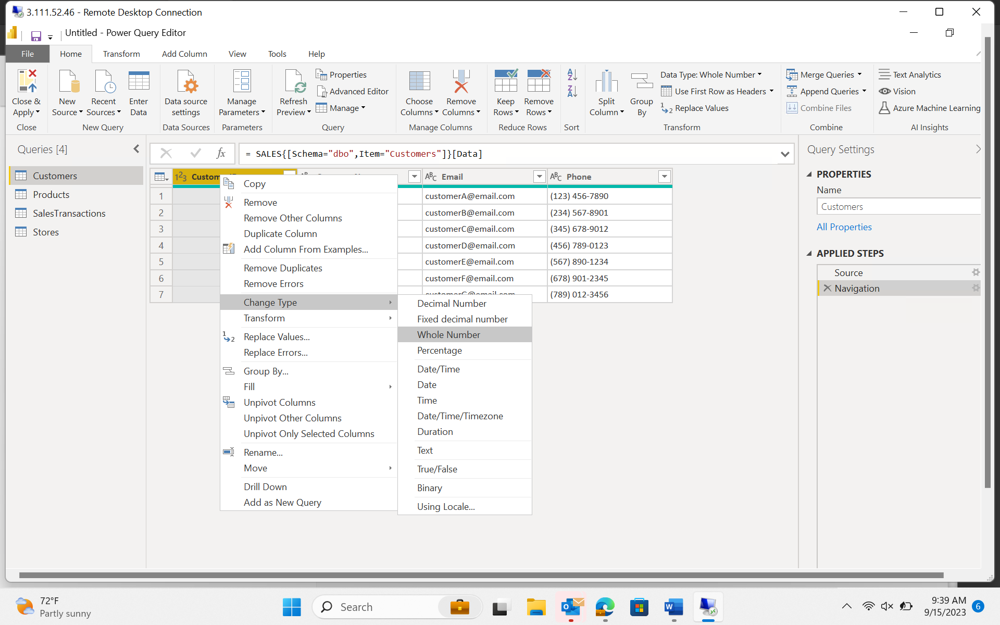 3.111.52.46 - Remote Desktop Connection
Untitled - Power Query Editor
File Home Transform Add Column View Tools Help
Close & Apply
Close
New Source
Recent Sources
Enter Data
New Query
Data source settings
Data Sources
Manage Parameters
Parameters
Refresh Preview
Properties
Advanced Editor
Manage
Query
Choose Columns
Remove Columns
Manage Columns
Keep Rows
Remove Rows
Reduce Rows
Sort
Split Column
Group By
Data Type: Whole Number
Use First Row as Headers
Replace Values
Transform
Merge Queries
Append Queries
Combine Files
Combine
Text Analytics
Vision
Azure Machine Learning
AI Insights
Queries [4]
Customers
Products
SalesTransactions
Stores
fx
= SALES{[Schema="dbo",Item="Customers"]}[Data]
Email Phone
1 customerA@email.com (123) 456-7890
2 customerB@email.com (234) 567-8901
3 customerC@email.com (345) 678-9012
4 customerD@email.com (456) 789-0123
5 customerE@email.com (567) 890-1234
6 customerF@email.com (678) 901-2345
7 (789) 012-3456
Copy
Remove
Remove Other Columns
Duplicate Column
Add Column From Examples...
Remove Duplicates
Remove Errors
Change Type
Transform
Replace Values...
Replace Errors...
Group By...
Fill
Unpivot Columns
Unpivot Other Columns
Unpivot Only Selected Columns
Rename...
Move
Drill Down
Add as New Query
Decimal Number
Fixed decimal number
Whole Number
Percentage
Date/Time
Date
Time
Date/Time/Timezone
Duration
Text
True/False
Binary
Using Locale...
Query Settings
PROPERTIES
Name
Customers
All Properties
APPLIED STEPS
Source
Navigation
72°F
Partly sunny
Search
9:39 AM
9/15/2023
6